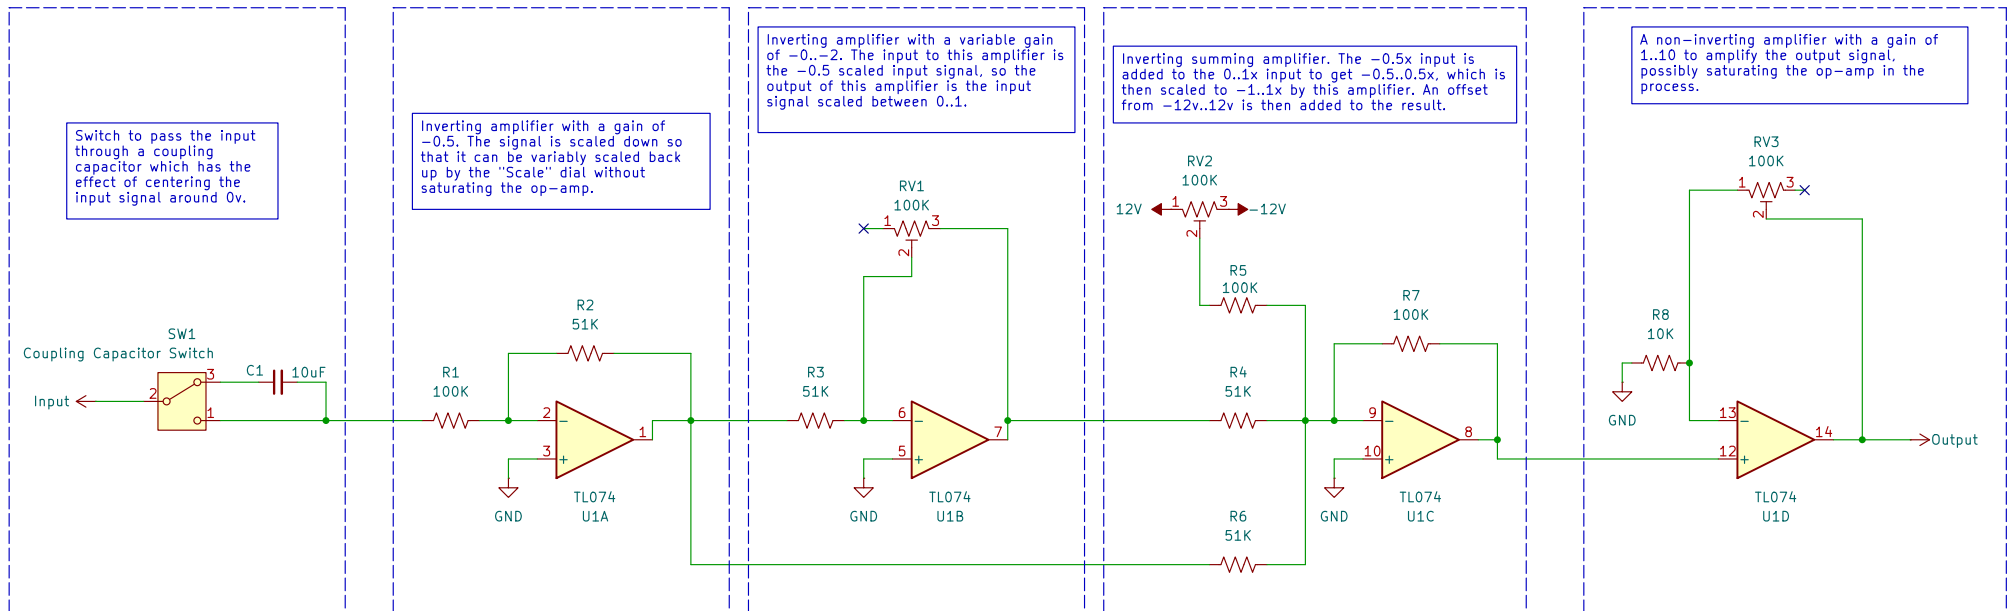 Switch to pass the input
through a coupling
capacitor which has the
effect of centering the
input signal around 0v.
SW1
Coupling Capacitor Switch
Input
2
3
1
C1
10uF
Inverting amplifier with a gain of
−0.5. The signal is scaled down so
that it can be variably scaled back
up by the "Scale" dial without
saturating the op−amp.
R2
51K
R1
100K
2
3
1
−
+
GND
TL074
U1A
Inverting amplifier with a variable gain
of −0..−2. The input to this amplifier is
the −0.5 scaled input signal, so the
output of this amplifier is the input
signal scaled between 0..1.
RV1
100K
1
3
2
R3
51K
6
5
7
−
+
GND
TL074
U1B
Inverting summing amplifier. The −0.5x input is
added to the 0..1x input to get −0.5..0.5x, which is
then scaled to −1..1x by this amplifier. An offset
from −12v..12v is then added to the result.
RV2
100K
12V
1
3
−12V
2
R5
100K
R7
100K
R4
51K
9
10
8
−
+
GND
TL074
U1C
R6
51K
A non−inverting amplifier with a gain of
1..10 to amplify the output signal,
possibly saturating the op−amp in the
process.
RV3
100K
1
3
2
R8
10K
GND
13
12
14
−
+
Output
TL074
U1D